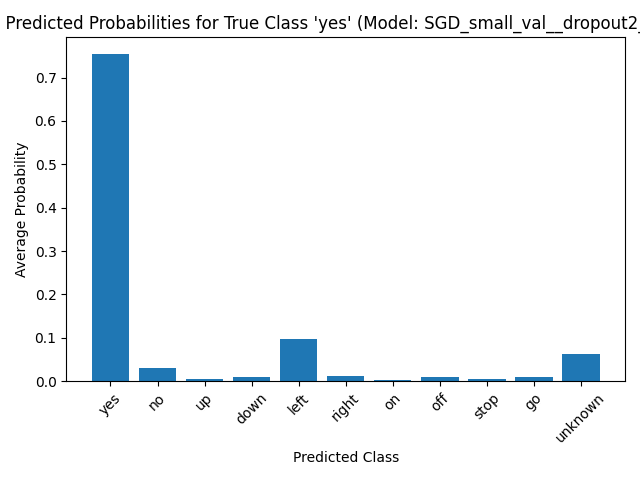 Predicted Probabilities for True Class 'yes' (Model: SGD_small_val__dropout2_
0.7
0.6
0.5
0.4
0.3
0.2
0.1
0.0
Average Probability
yes
no
up
down
left
right
on
off
stop
go
unknown
Predicted Class